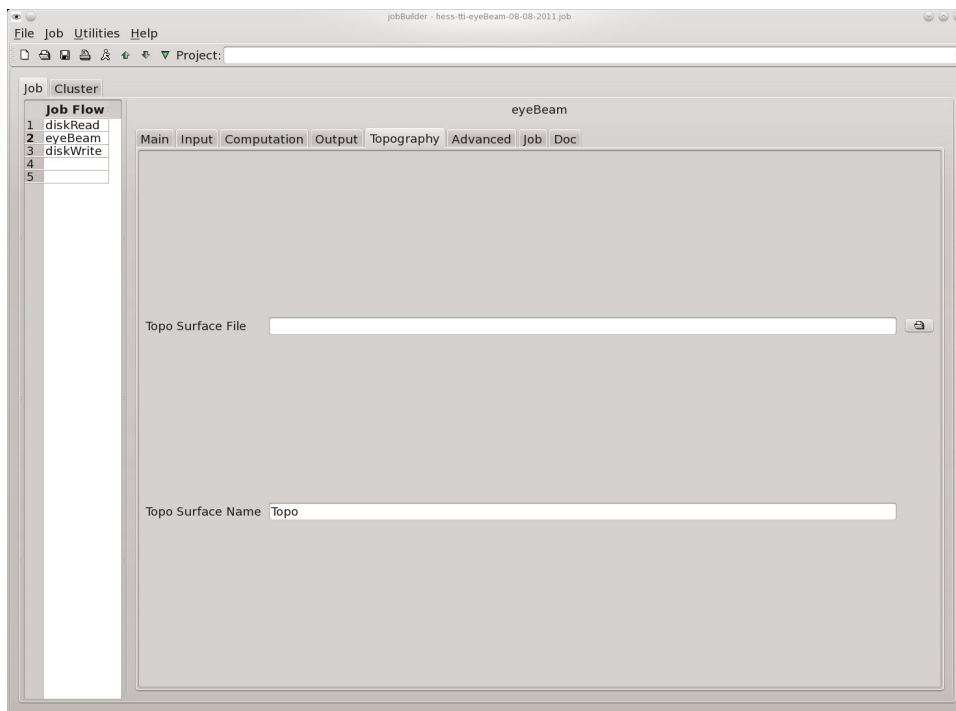 jobBuilder - hess-tti-eyeBeam-08-08-2011.job
File Job Utilities Help
Project:
Job Cluster
Job Flow
1 diskRead
2 eyeBeam
3 diskWrite
4
5
eyeBeam
Main Input Computation Output Topography Advanced Job Doc
Topo Surface File
Topo Surface Name Topo